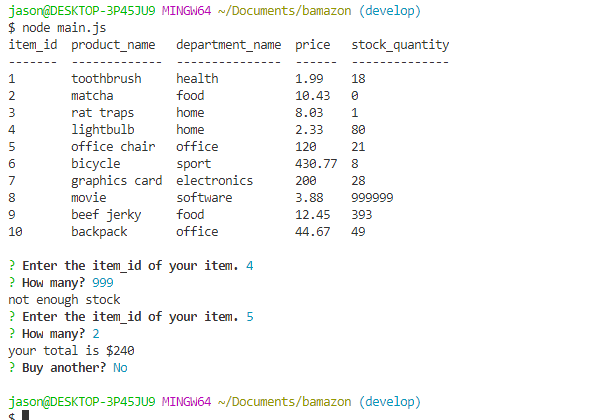 jason@DESKTOP-3P45JU9 MINGW64 ~/Documents/bamazon (develop)
$ node main.js
item_id  product_name   department_name  price   stock_quantity
-------  -------------  ---------------  ------  --------------
1        toothbrush     health           1.99    18
2        matcha         food             10.43   0
3        rat traps      home             8.03    1
4        lightbulb      home             2.33    80
5        office chair   office           120     21
6        bicycle        sport            430.77  8
7        graphics card  electronics      200     28
8        movie          software         3.88    999999
9        beef jerky     food             12.45   393
10       backpack       office           44.67   49
? Enter the item_id of your item. 4
? How many? 999
not enough stock
? Enter the item_id of your item. 5
? How many? 2
your total is $240
? Buy another? No
jason@DESKTOP-3P45JU9 MINGW64 ~/Documents/bamazon (develop)
$